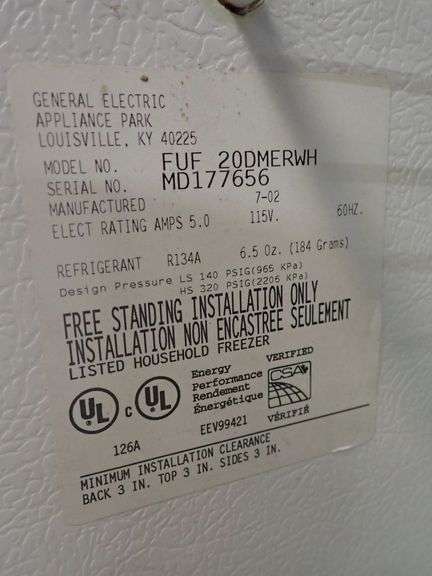 GENERAL ELECTRIC
APPLIANCE PARK
LOUISVILLE, KY 40225
MODEL NO. FUF 20DMERWH
SERIAL NO. MD177656
MANUFACTURED 7-02
ELECT RATING AMPS 5.0 115V. 60HZ.
REFRIGERANT R134A 6.5 Oz. (184 Grams)
Design Pressure LS 140 PSIG(965 KPa)
HS 320 PSIG(2206 KPa)
FREE STANDING INSTALLATION ONLY
INSTALLATION NON ENCASTREE SEULEMENT
LISTED HOUSEHOLD FREEZER
UL c UL
126A
Energy
Performance
Rendement
Énergétique
EEV99421
VERIFIED
CSA
VÉRIFIÉ
MINIMUM INSTALLATION CLEARANCE
BACK 3 IN. TOP 3 IN. SIDES 3 IN.